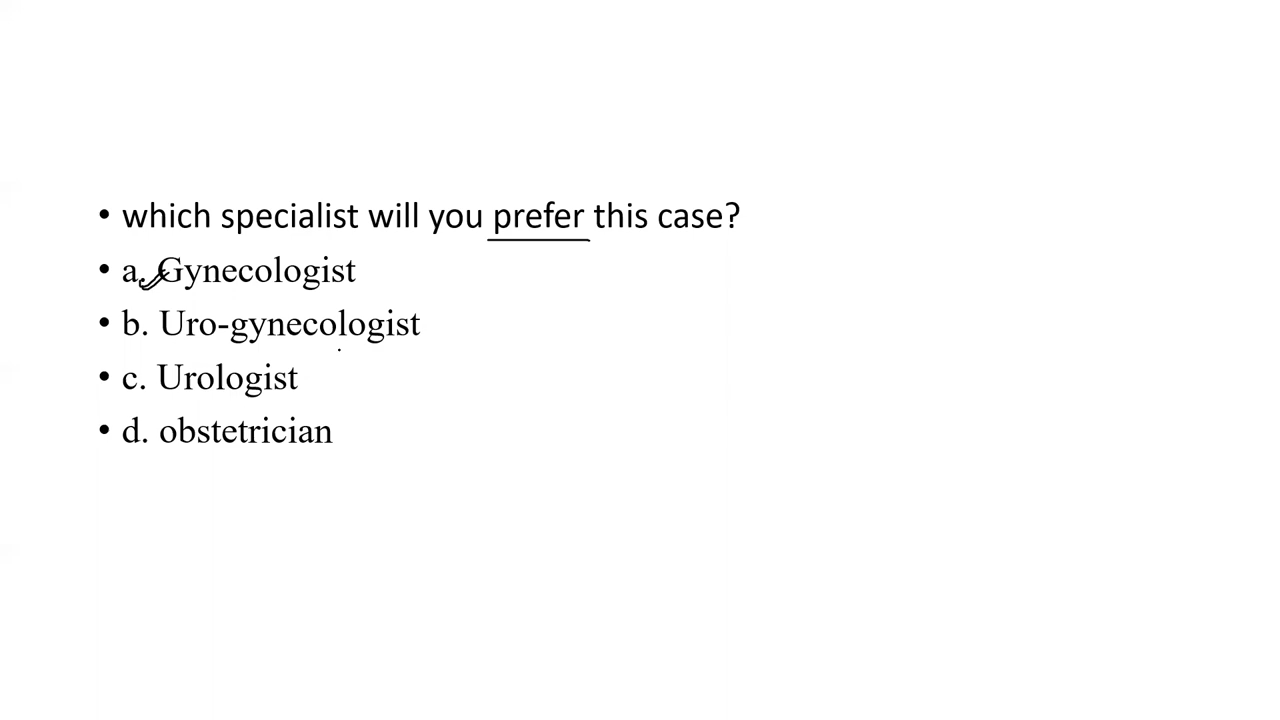 • which specialist will you prefer this case?
• a. Gynecologist
• b. Uro-gynecologist
• c. Urologist
• d. obstetrician